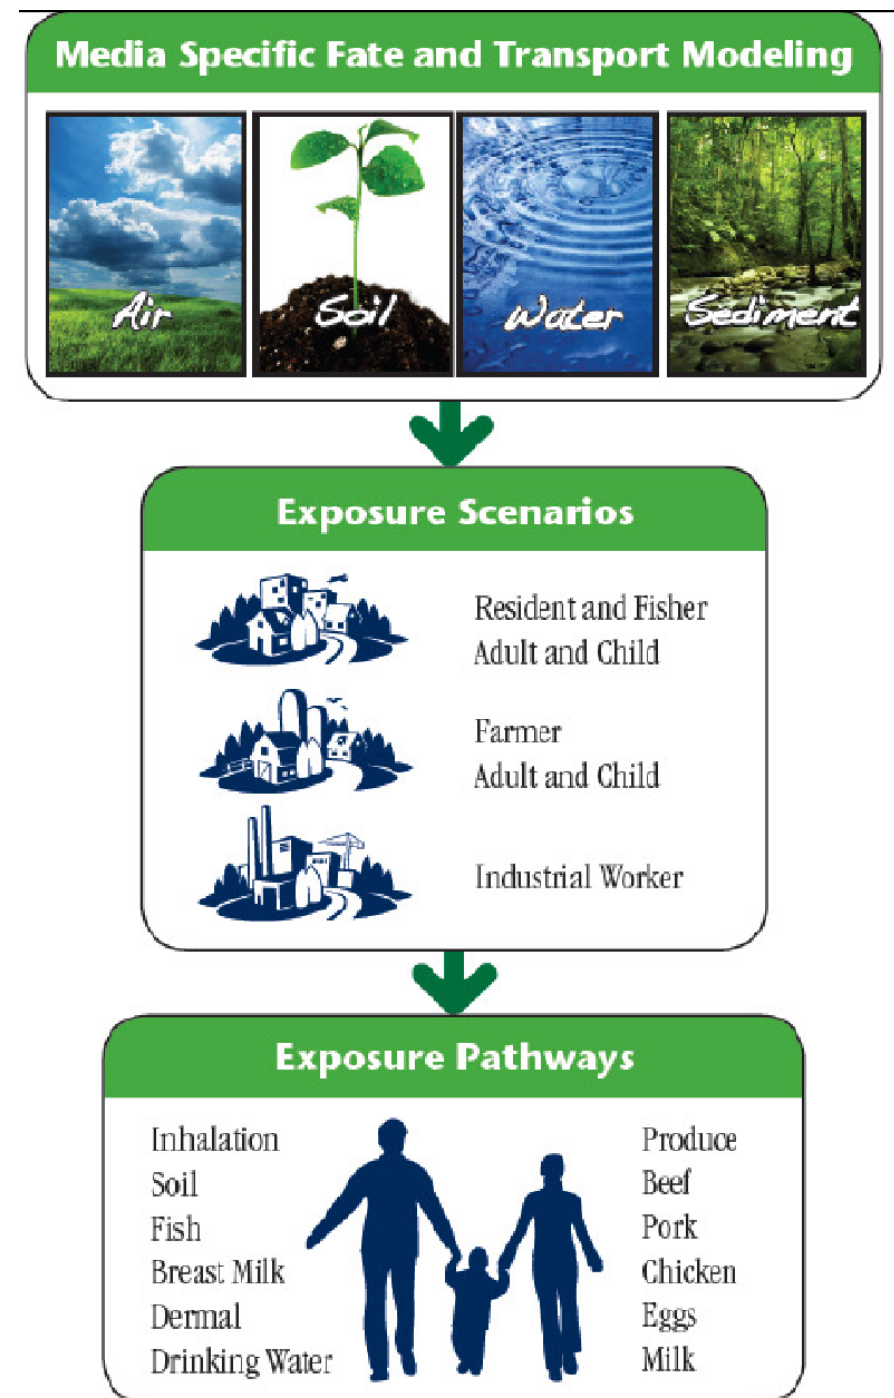 Media Specific Fate and Transport Modeling
Air
Soil
Water
Sediment
Exposure Scenarios
Resident and Fisher
Adult and Child
Farmer
Adult and Child
Industrial Worker
Exposure Pathways
Inhalation
Soil
Fish
Breast Milk
Dermal
Drinking Water
Produce
Beef
Pork
Chicken
Eggs
Milk